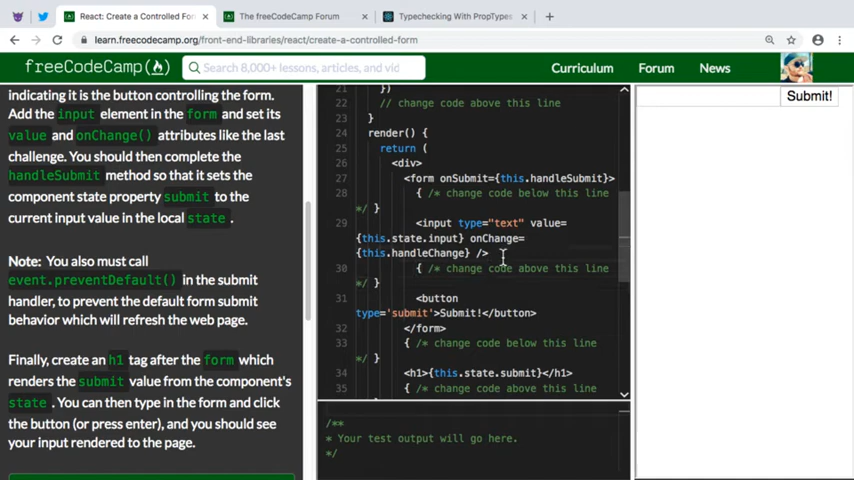 React: Create a Controlled For
The freeCodeCamp Forum
Typechecking With PropTypes
learn.freecodecamp.org/front-end-libraries/react/create-a-controlled-form
freeCodeCamp
Search 8,000+ lessons, articles, and vid
Curriculum
Forum
News
indicating it is the button controlling the form.
Add the input element in the form and set its
value and onChange() attributes like the last
challenge. You should then complete the
handleSubmit method so that it sets the
component state property submit to the
current input value in the local state .
Note: You also must call
event.preventDefault() in the submit
handler, to prevent the default form submit
behavior which will refresh the web page.
Finally, create an h1 tag after the form which
renders the submit value from the component's
state . You can then type in the form and click
the button (or press enter), and you should see
your input rendered to the page.
21 })
22 // change code above this line
23 }
24 render() {
25 return (
26 <div>
27 <form onSubmit={this.handleSubmit}>
28 { /* change code below this line
*/ }
29 <input type="text" value=
{this.state.input} onChange=
{this.handleChange} />
30 { /* change code above this line
*/ }
31 <button
type='submit'>Submit!</button>
32 </form>
33 { /* change code below this line
*/ }
34 <h1>{this.state.submit}</h1>
35 { /* change code above this line
/**
* Your test output will go here.
*/
Submit!